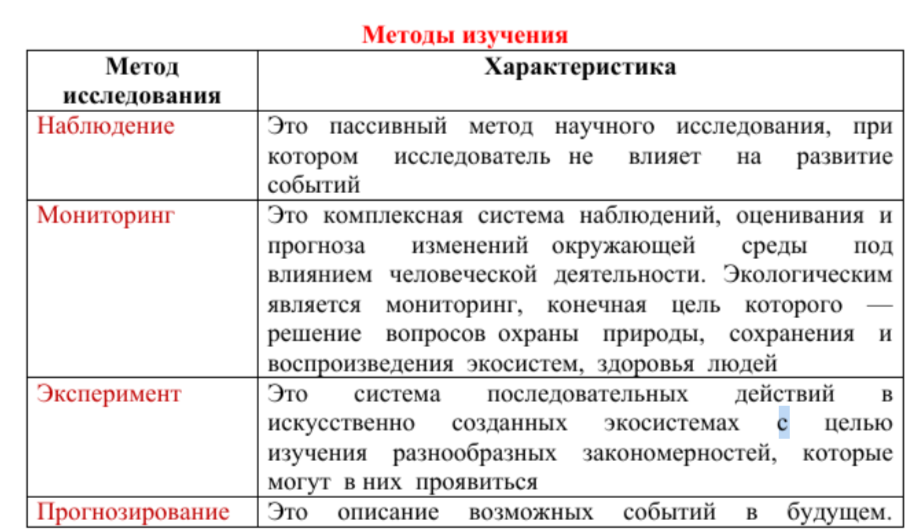 Методы изучения
Метод
исследования
Характеристика
Наблюдение
Это пассивный метод научного исследования, при
котором исследователь не влияет на развитие
событий
Мониторинг
Это комплексная система наблюдений, оценивания и
прогноза изменений окружающей среды под
влиянием человеческой деятельности. Экологическим
является мониторинг, конечная цель которого —
решение вопросов охраны природы, сохранения и
воспроизведения экосистем, здоровья людей
Эксперимент
Это система последовательных действий в
искусственно созданных экосистемах с целью
изучения разнообразных закономерностей, которые
могут в них проявиться
Прогнозирование
Это описание возможных событий в будущем.